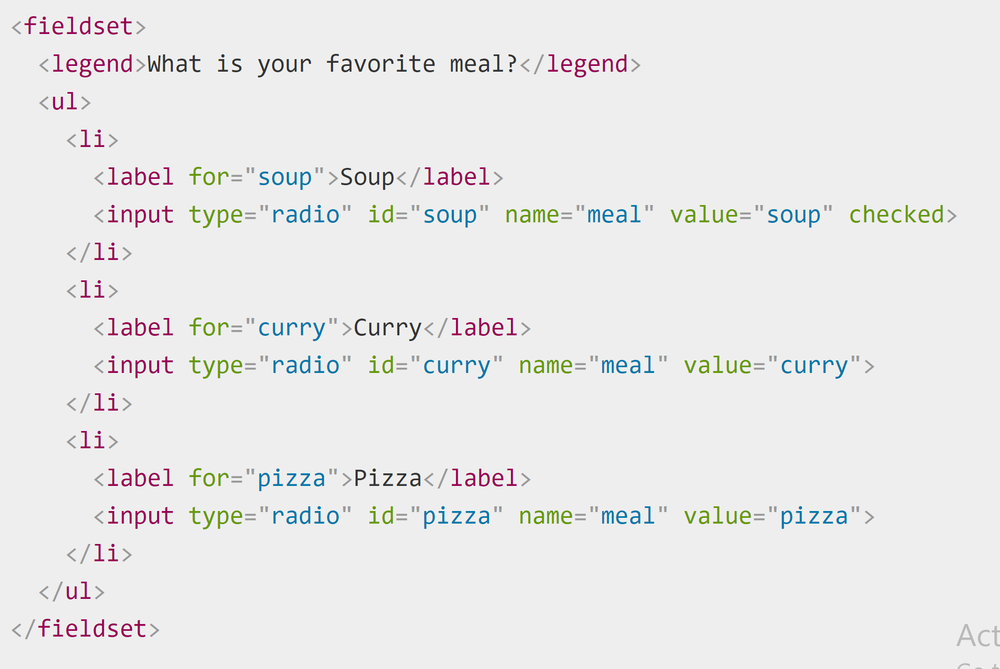 <fieldset>
  <legend>What is your favorite meal?</legend>
  <ul>
    <li>
      <label for="soup">Soup</label>
      <input type="radio" id="soup" name="meal" value="soup" checked>
    </li>
    <li>
      <label for="curry">Curry</label>
      <input type="radio" id="curry" name="meal" value="curry">
    </li>
    <li>
      <label for="pizza">Pizza</label>
      <input type="radio" id="pizza" name="meal" value="pizza">
    </li>
  </ul>
</fieldset>
Act